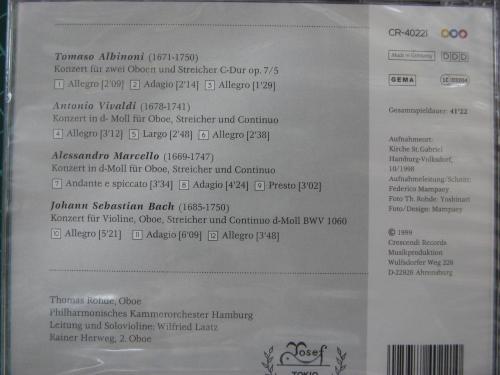 Tomaso Albinoni (1671-1750)
Konzert für zwei Oboen und Streicher C-Dur op. 7/5
1 Allegro [2'09] 2 Adagio [2'14] 3 Allegro [1'29]
Antonio Vivaldi (1678-1741)
Konzert in d- Moll für Oboe, Streicher und Continuo
4 Allegro [3'12] 5 Largo [2'48] 6 Allegro [2'38]
Alessandro Marcello (1669-1747)
Konzert in d-Moll für Oboe, Streicher und Continuo
7 Andante e spiccato [3'34] 8 Adagio [4'24] 9 Presto [3'02]
Johann Sebastian Bach (1685-1750)
Konzert für Violine, Oboe, Streicher und Continuo d-Moll BWV 1060
10 Allegro [5'21] 11 Adagio [6'09] 12 Allegro [3'48]
Thomas Rohde, Oboe
Philharmonisches Kammerorchester Hamburg
Leitung und Solovioline: Wilfried Laatz
Rainer Herweg, 2. Oboe
Josef
TOKIO
CR-40221
Made in Germany
DDD
GEMA
Gesamtspieldauer: 41'22
Aufnahmeort:
Kirche St. Gabriel
Hamburg-Volksdorf,
10/1998
Aufnahmeleitung/Schnitt:
Federico Mampaey
Foto Th. Rohde: Yoshinari
Foto/Design: Mampaey
© 1999
Crescendi Records
Musikproduktion
Wulfsdorfer Weg 228
D-22926 Ahrensburg